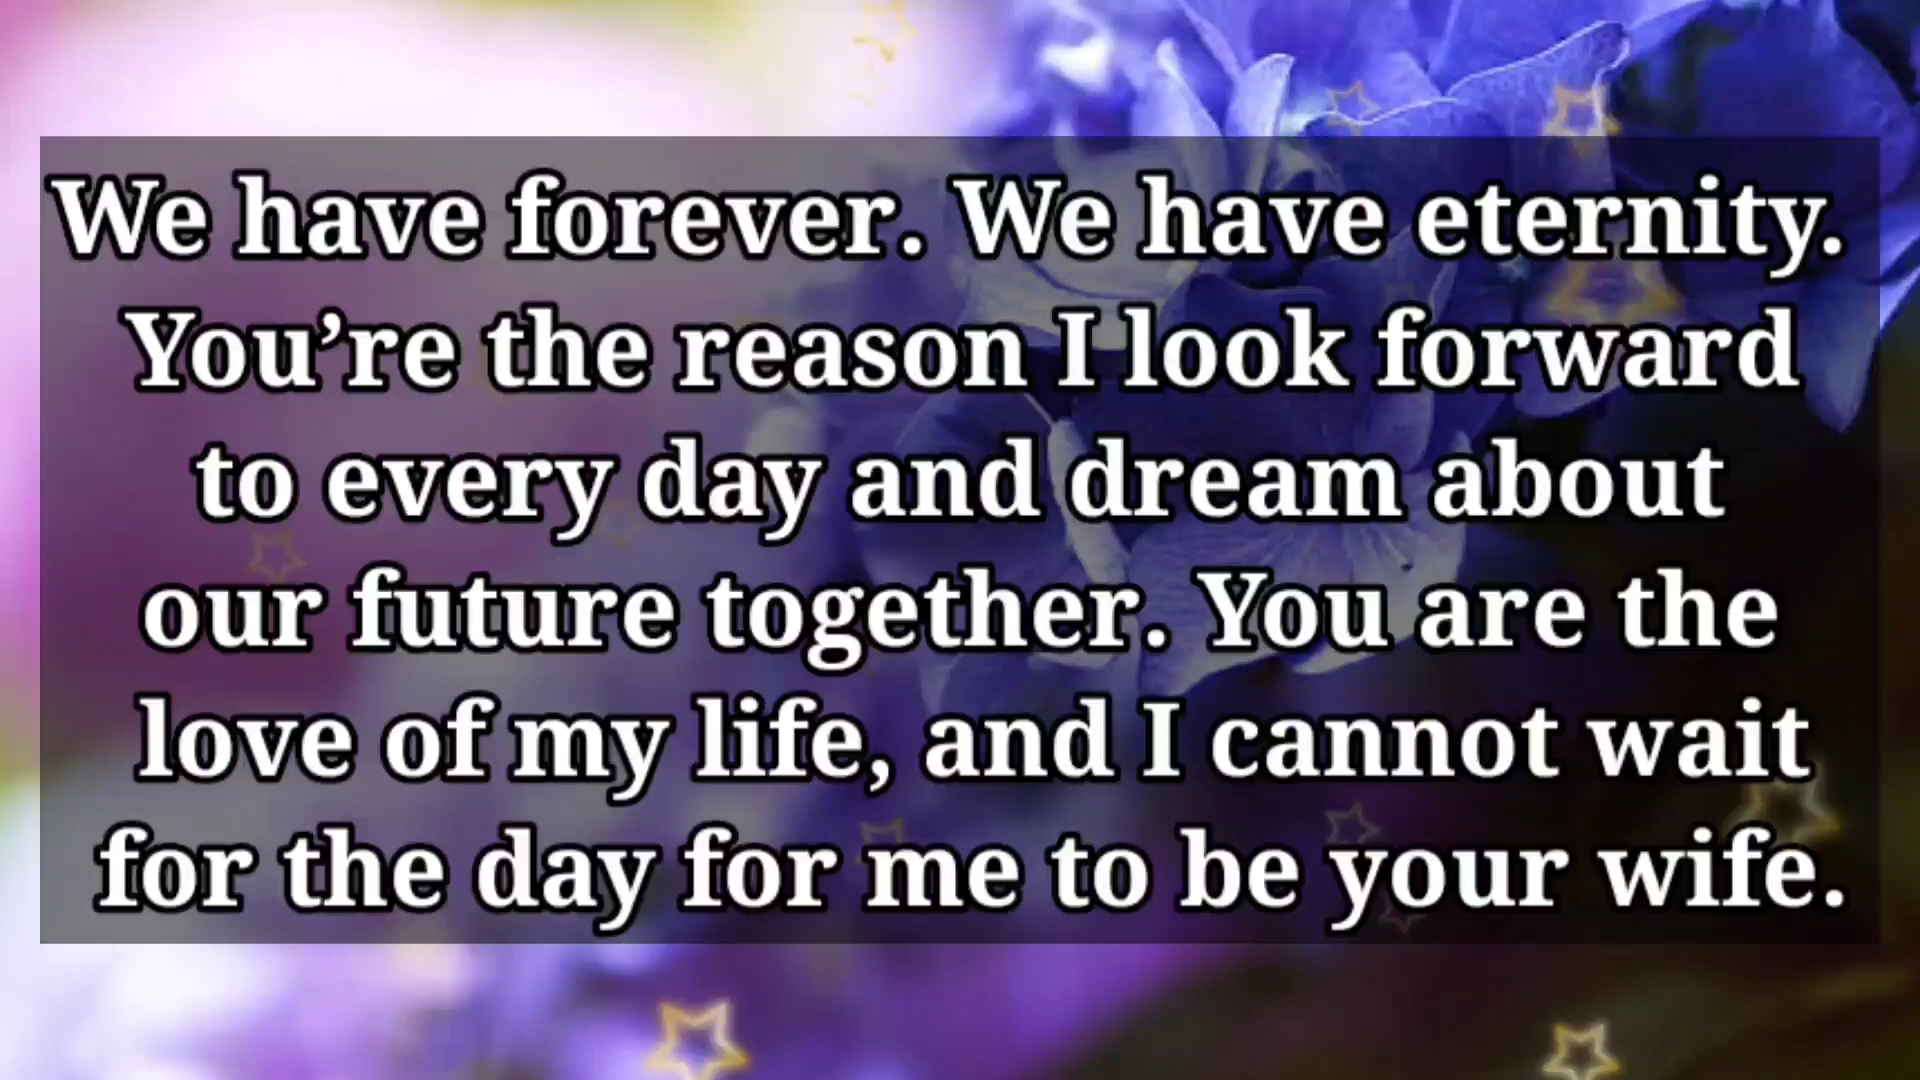 We have forever. We have eternity.
You’re the reason I look forward
to every day and dream about
our future together. You are the
love of my life, and I cannot wait
for the day for me to be your wife.